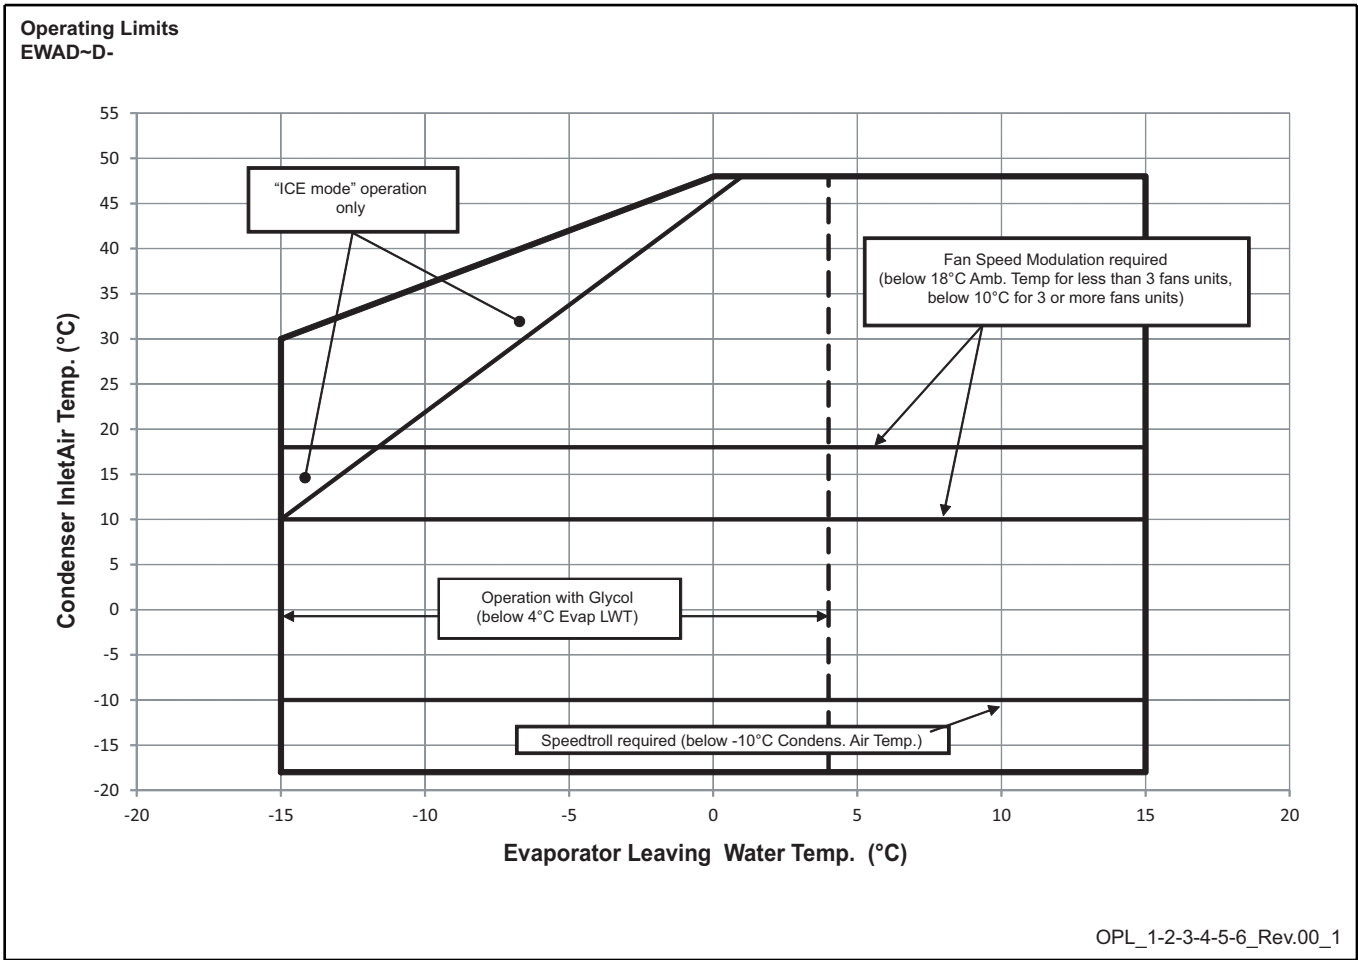 Operating Limits
EWAD~D-
55
50
45
40
35
30
25
20
15
10
5
0
-5
-10
-15
-20
-20
-15
-10
-5
0
5
10
15
20
Condenser InletAir Temp. (°C)
Evaporator Leaving Water Temp. (°C)
“ICE mode” operation
only
Fan Speed Modulation required
(below 18°C Amb. Temp for less than 3 fans units,
below 10°C for 3 or more fans units)
Operation with Glycol
(below 4°C Evap LWT)
Speedtroll required (below -10°C Condens. Air Temp.)
OPL_1-2-3-4-5-6_Rev.00_1